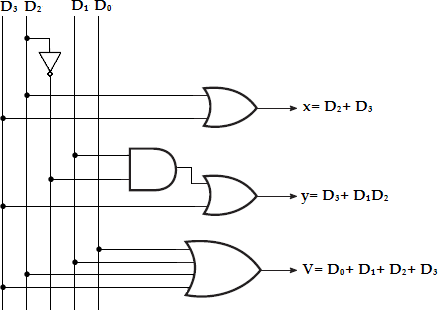 D₃ D₂ D₁ D₀
x= D₂+ D₃
y= D₃+ D₁D₂
V= D₀+ D₁+ D₂+ D₃